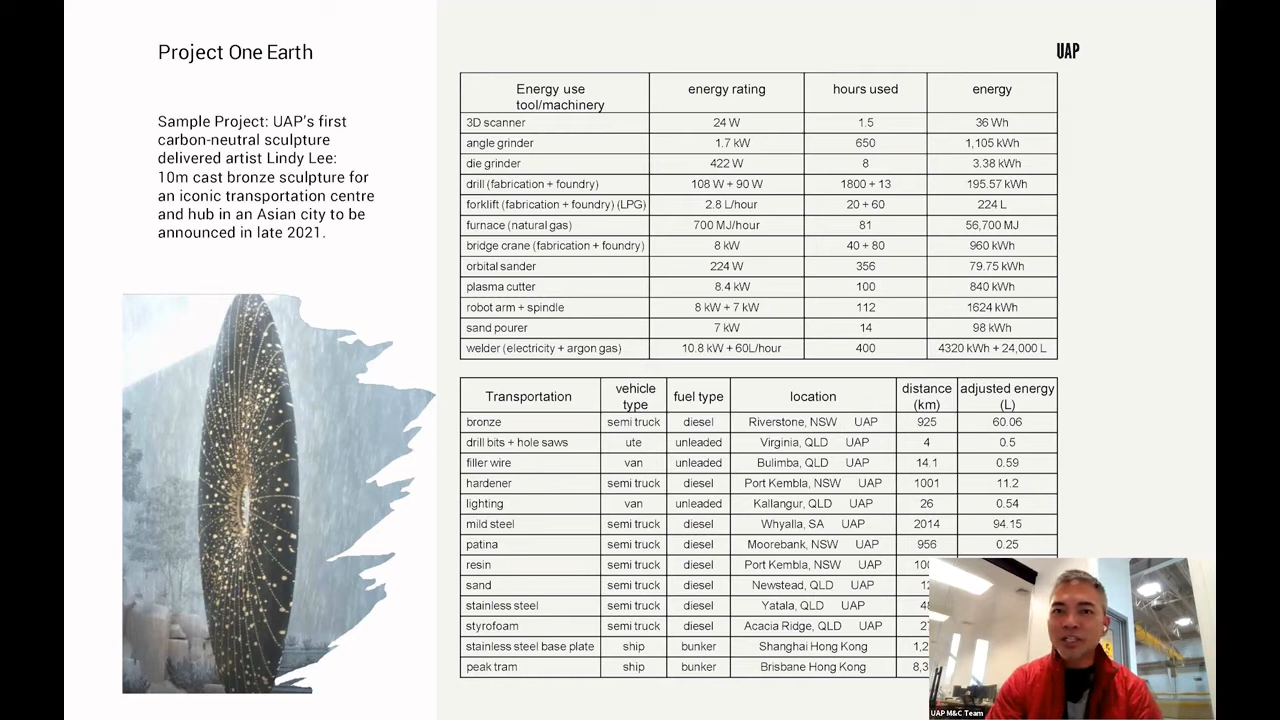 Project One Earth
UAP
Sample Project: UAP's first
carbon-neutral sculpture
delivered artist Lindy Lee:
10m cast bronze sculpture for
an iconic transportation centre
and hub in an Asian city to be
announced in late 2021.
Energy use tool/machinery energy rating hours used energy
3D scanner 24 W 1.5 36 Wh
angle grinder 1.7 kW 650 1,105 kWh
die grinder 422 W 8 3.38 kWh
drill (fabrication + foundry) 108 W + 90 W 1800 + 13 195.57 kWh
forklift (fabrication + foundry) (LPG) 2.8 L/hour 20 + 60 224 L
furnace (natural gas) 700 MJ/hour 81 56,700 MJ
bridge crane (fabrication + foundry) 8 kW 40 + 80 960 kWh
orbital sander 224 W 356 79.75 kWh
plasma cutter 8.4 kW 100 840 kWh
robot arm + spindle 8 kW + 7 kW 112 1624 kWh
sand pourer 7 kW 14 98 kWh
welder (electricity + argon gas) 10.8 kW + 60L/hour 400 4320 kWh + 24,000 L
Transportation vehicle type fuel type location distance (km) adjusted energy (L)
bronze semi truck diesel Riverstone, NSW UAP 925 60.06
drill bits + hole saws ute unleaded Virginia, QLD UAP 4 0.5
filler wire van unleaded Bulimba, QLD UAP 14.1 0.59
hardener semi truck diesel Port Kembla, NSW UAP 1001 11.2
lighting van unleaded Kallangur, QLD UAP 26 0.54
mild steel semi truck diesel Whyalla, SA UAP 2014 94.15
patina semi truck diesel Moorebank, NSW UAP 956 0.25
resin semi truck diesel Port Kembla, NSW UAP
sand semi truck diesel Newstead, QLD UAP
stainless steel semi truck diesel Yatala, QLD UAP
styrofoam semi truck diesel Acacia Ridge, QLD UAP
stainless steel base plate ship bunker Shanghai Hong Kong
peak tram ship bunker Brisbane Hong Kong
UAP M&C Team